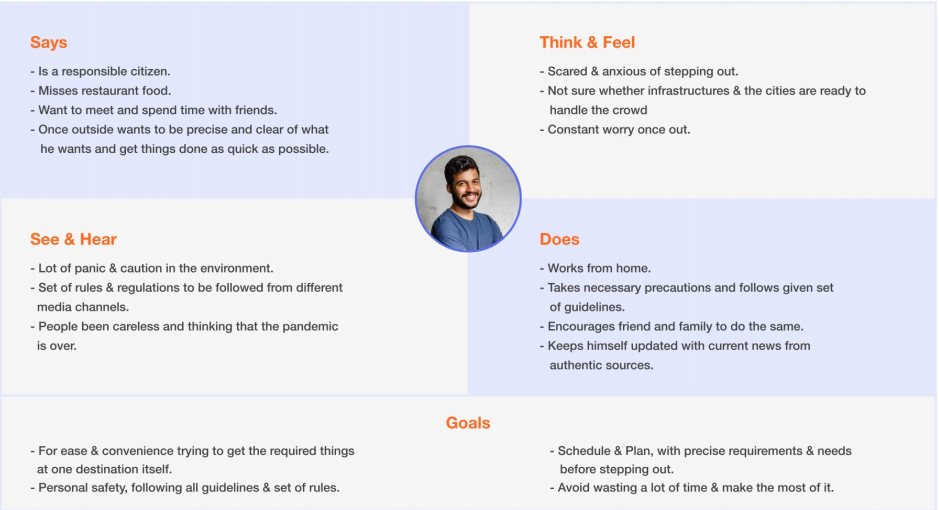 Says
- Is a responsible citizen.
- Misses restaurant food.
- Want to meet and spend time with friends.
- Once outside wants to be precise and clear of what
he wants and get things done as quick as possible.
Think & Feel
- Scared & anxious of stepping out.
- Not sure whether infrastructures & the cities are ready to
handle the crowd
- Constant worry once out.
See & Hear
- Lot of panic & caution in the environment.
- Set of rules & regulations to be followed from different
media channels.
- People been careless and thinking that the pandemic
is over.
Does
- Works from home.
- Takes necessary precautions and follows given set
of guidelines.
- Encourages friend and family to do the same.
- Keeps himself updated with current news from
authentic sources.
Goals
- For ease & convenience trying to get the required things
at one destination itself.
- Personal safety, following all guidelines & set of rules.
- Schedule & Plan, with precise requirements & needs
before stepping out.
- Avoid wasting a lot of time & make the most of it.